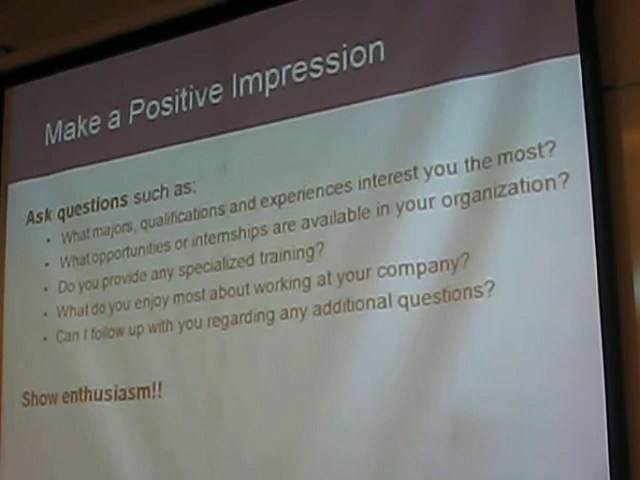 Make a Positive Impression
Ask questions such as:
• What majors, qualifications and experiences interest you the most?
• What opportunities or internships are available in your organization?
• Do you provide any specialized training?
• What do you enjoy most about working at your company?
• Can I follow up with you regarding any additional questions?
Show enthusiasm!!